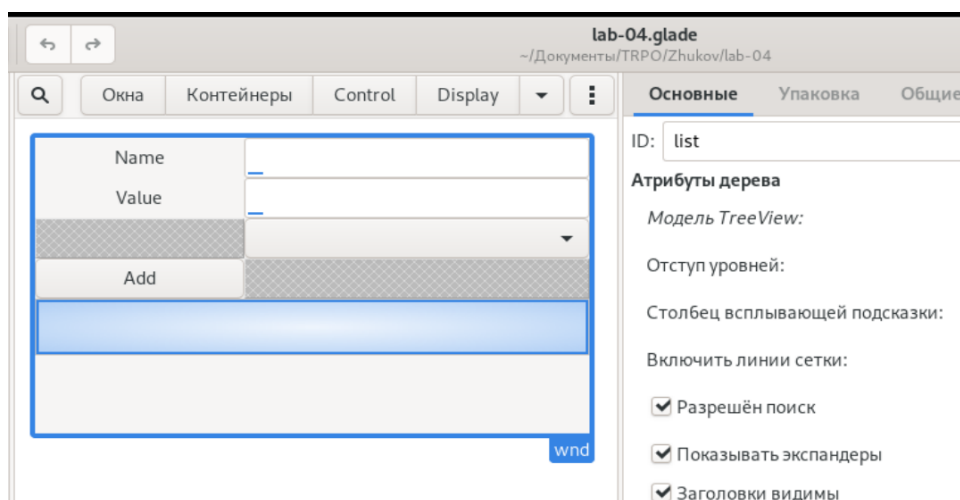 lab-04.glade
~/Документы/TRPO/Zhukov/lab-04
Окна Контейнеры Control Display
Основные Упаковка Общие
ID: list
Атрибуты дерева
Модель TreeView:
Отступ уровней:
Столбец всплывающей подсказки:
Включить линии сетки:
Разрешён поиск
Показывать экспандеры
Заголовки видимы
Name
Value
Add
wnd